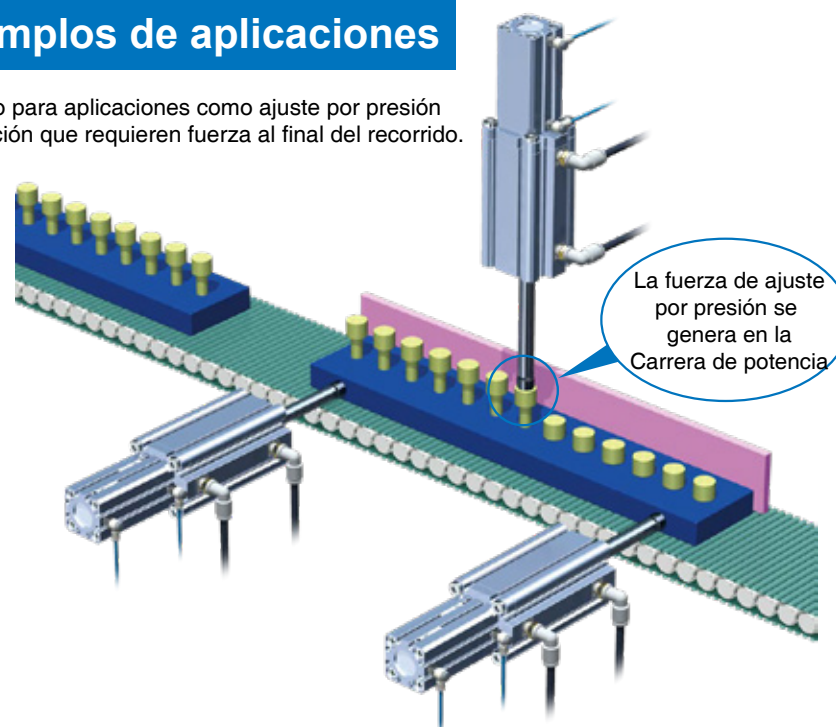 mplos de aplicaciones
o para aplicaciones como ajuste por presión
ción que requieren fuerza al final del recorrido.
La fuerza de ajuste
por presión se
genera en la
Carrera de potencia